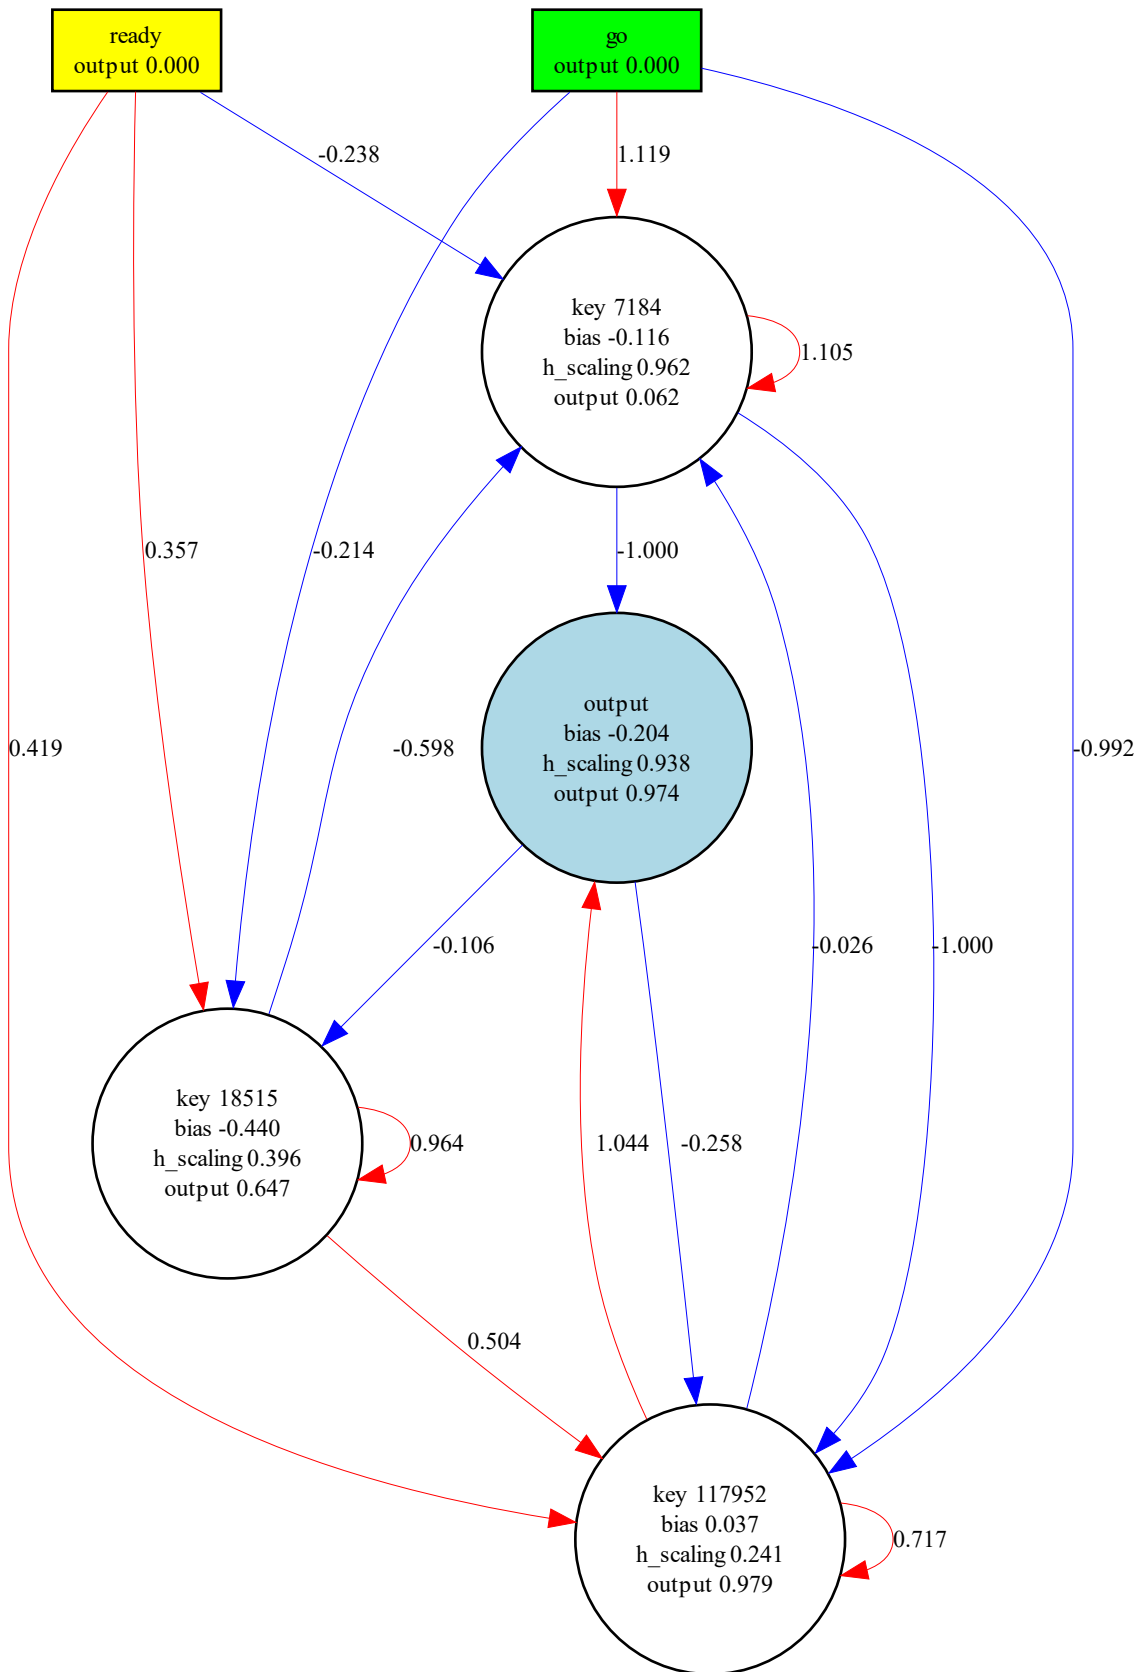 ready
output 0.000
go
output 0.000
-0.238
1.119
key 7184
bias -0.116
h_scaling 0.962
output 0.062
1.105
0.357
-0.214
-1.000
output
bias -0.204
h_scaling 0.938
output 0.974
0.419
-0.598
-0.992
-0.106
-0.026
-1.000
key 18515
bias -0.440
h_scaling 0.396
output 0.647
0.964
1.044
-0.258
0.504
key 117952
bias 0.037
h_scaling 0.241
output 0.979
0.717